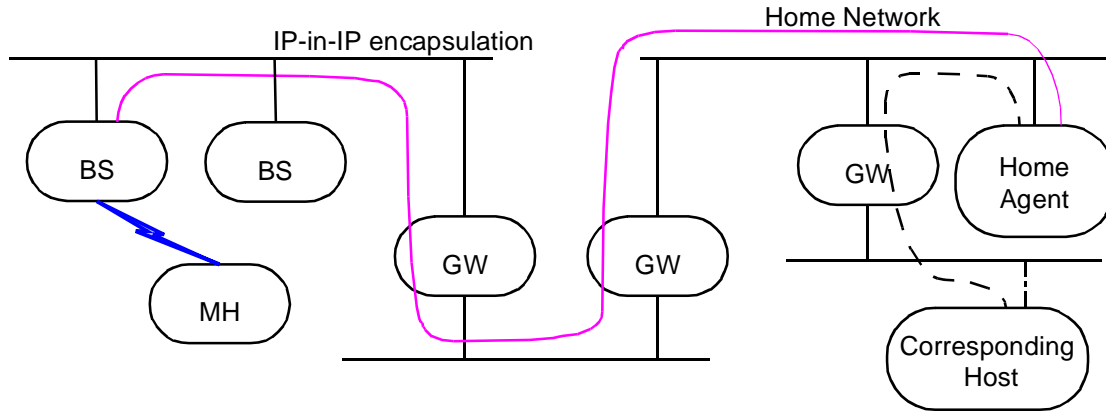 Home Network
IP-in-IP encapsulation
BS
BS
GW
Home
Agent
GW
GW
MH
Corresponding
Host